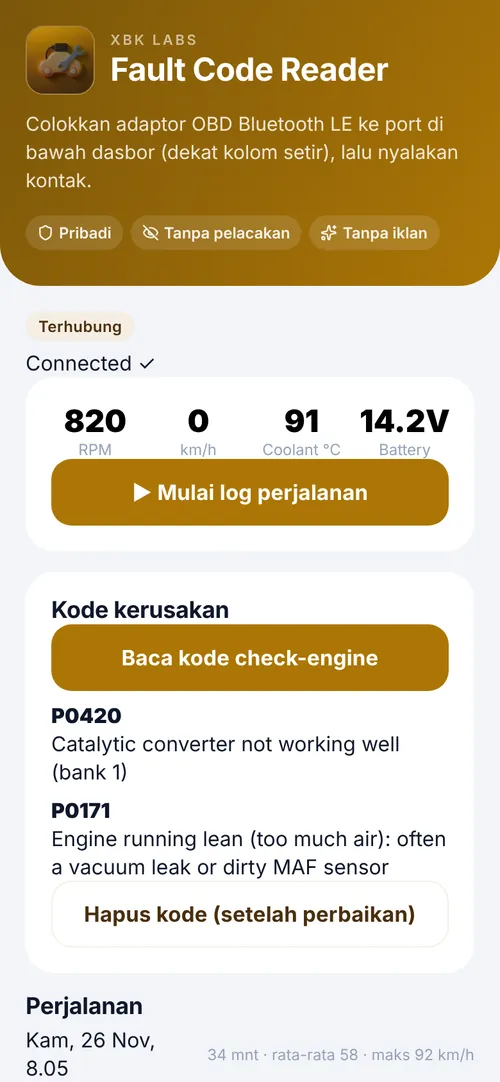 XBK LABS
Fault Code Reader
Colokkan adaptor OBD Bluetooth LE ke port di
bawah dasbor (dekat kolom setir), lalu nyalakan
kontak.
Pribadi
Tanpa pelacakan
Tanpa iklan
Terhubung
Connected ✓
820 0 91 14.2V
RPM km/h Coolant °C Battery
▶ Mulai log perjalanan
Kode kerusakan
Baca kode check-engine
P0420
Catalytic converter not working well
(bank 1)
P0171
Engine running lean (too much air): often
a vacuum leak or dirty MAF sensor
Hapus kode (setelah perbaikan)
Perjalanan
Kam, 26 Nov,
8.05
34 mnt · rata-rata 58 · maks 92 km/h